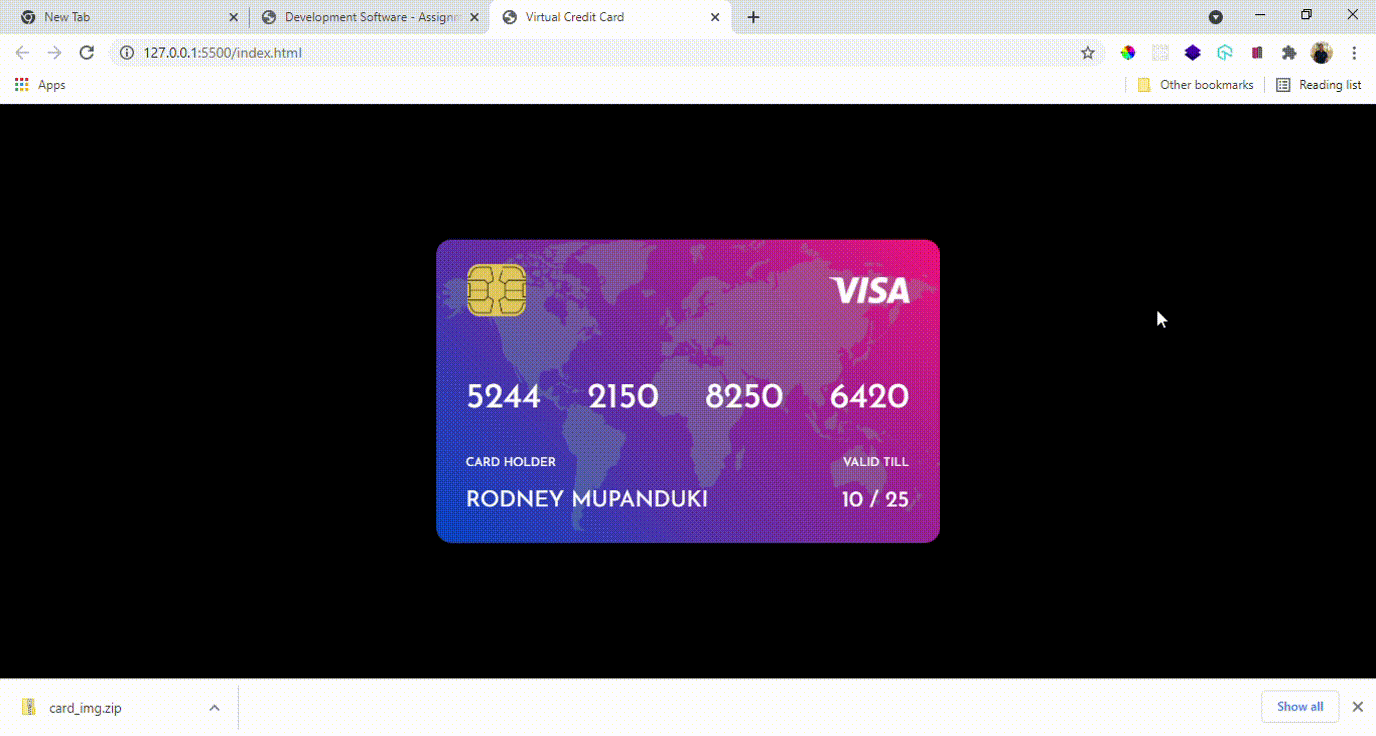 New Tab
Development Software - Assignm
Virtual Credit Card
127.0.0.1:5500/index.html
Apps
Other bookmarks
Reading list
VISA
5244 2150 8250 6420
CARD HOLDER
VALID TILL
RODNEY MUPANDUKI
10 / 25
card_img.zip
Show all